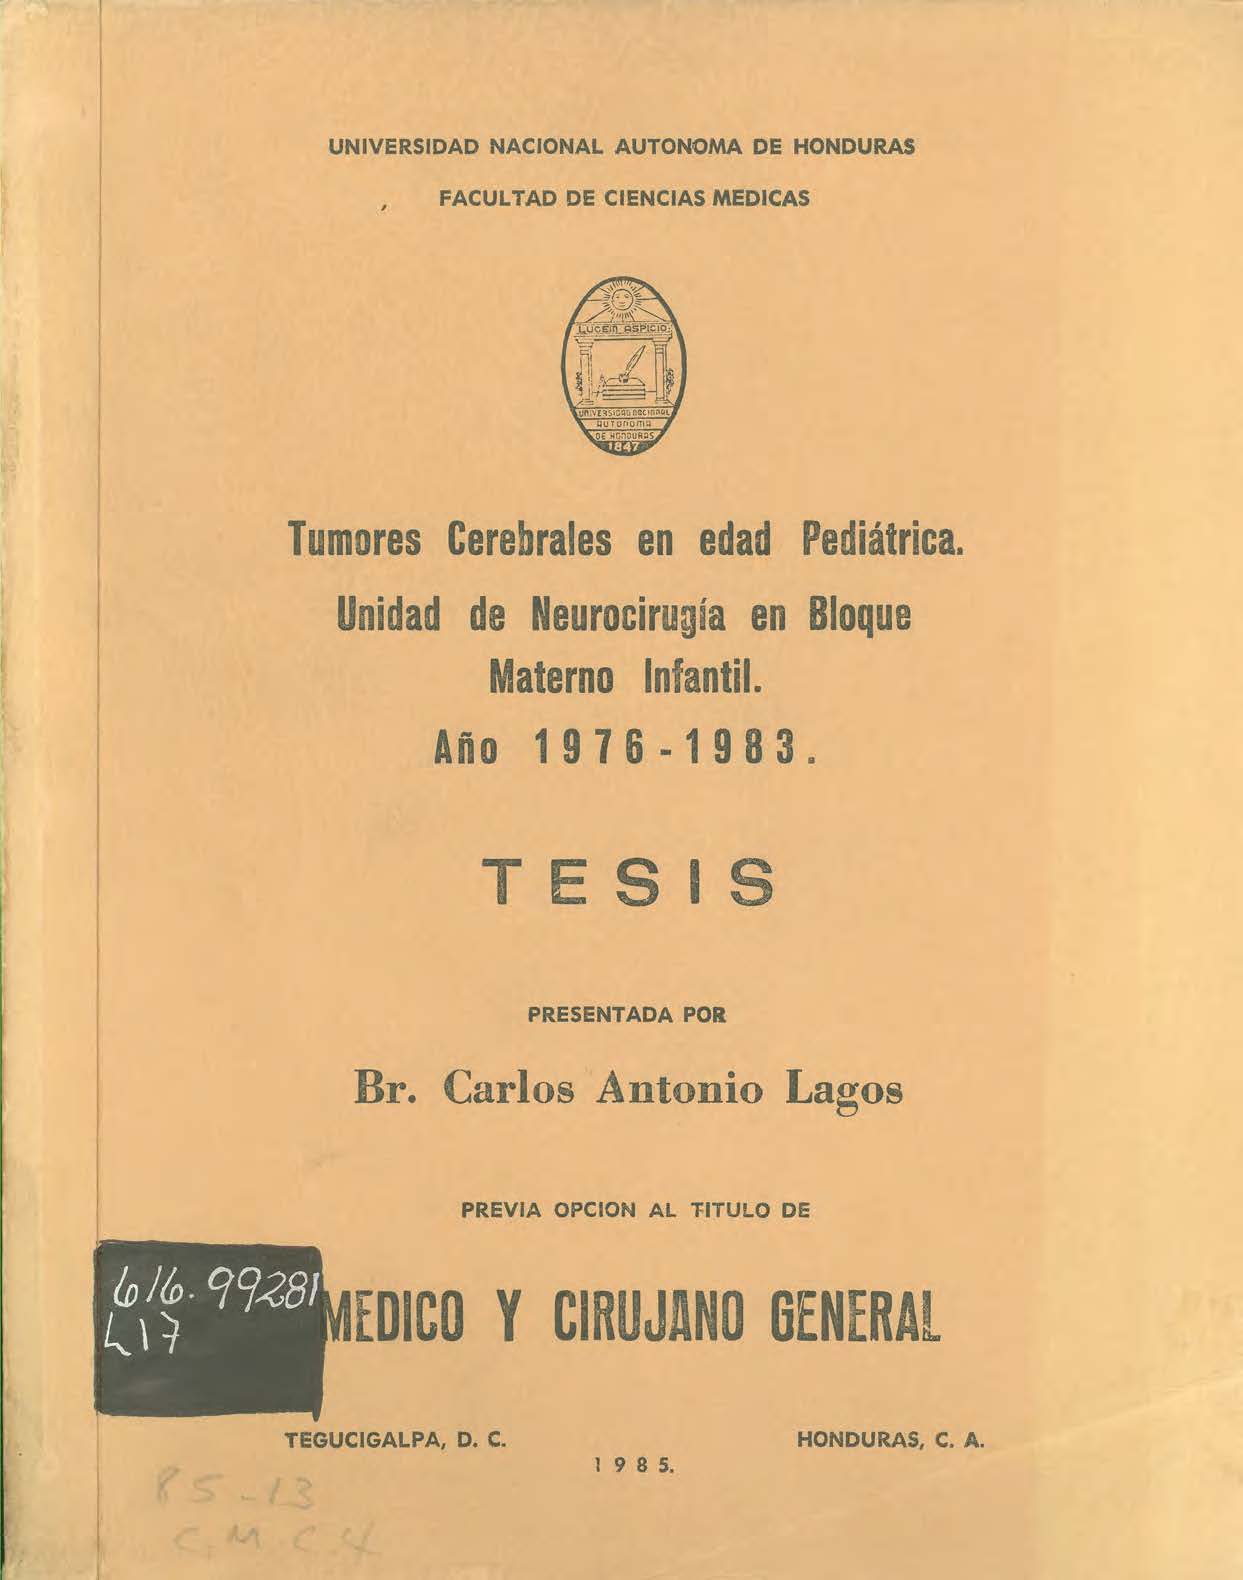 UNIVERSIDAD NACIONAL AUTONOMA DE HONDURAS
FACULTAD DE CIENCIAS MEDICAS
LUCEM ASPICIO
UNIVERSIDAD NACIONAL
AUTONOMA
DE HONDURAS
1847
Tumores Cerebrales en edad Pediátrica.
Unidad de Neurocirugía en Bloque
Materno Infantil.
Año 1976-1983.
TESIS
PRESENTADA POR
Br. Carlos Antonio Lagos
PREVIA OPCION AL TITULO DE
616.99281
L17
MEDICO Y CIRUJANO GENERAL
TEGUCIGALPA, D. C. HONDURAS, C. A.
1985.
85-13
C.M.C.4